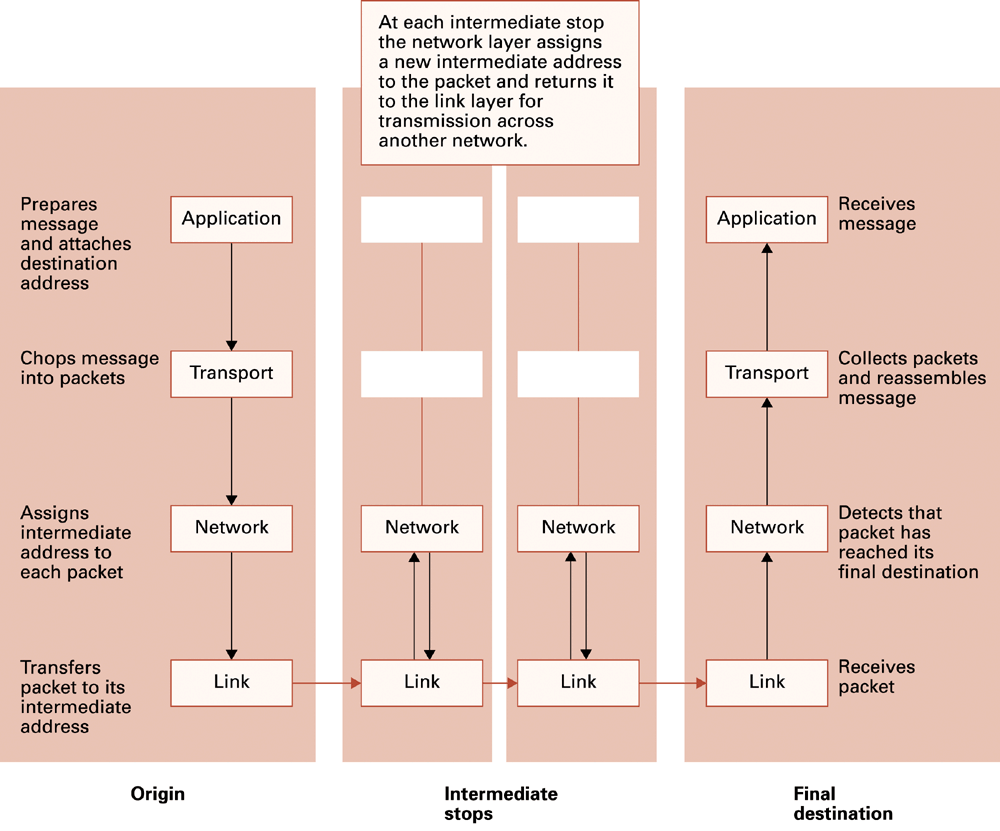 At each intermediate stop
the network layer assigns
a new intermediate address
to the packet and returns it
to the link layer for
transmission across
another network.
Prepares
message
and attaches
destination
address
Application
Application
Receives
message
Chops message
into packets
Transport
Transport
Collects packets
and reassembles
message
Assigns
intermediate
address to
each packet
Network
Network
Network
Network
Detects that
packet has
reached its
final destination
Transfers
packet to its
intermediate
address
Link
Link
Link
Link
Receives
packet
Origin
Intermediate
stops
Final
destination